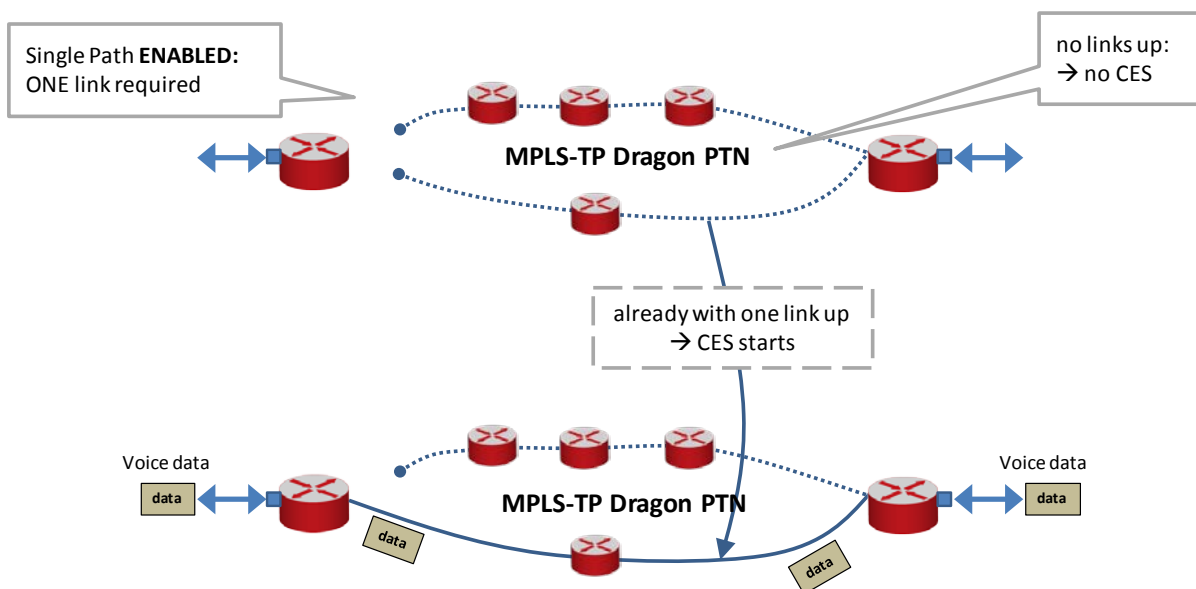 Single Path ENABLED:
ONE link required
no links up:
→ no CES
MPLS-TP Dragon PTN
already with one link up
→ CES starts
Voice data
data
MPLS-TP Dragon PTN
Voice data
data
data
data